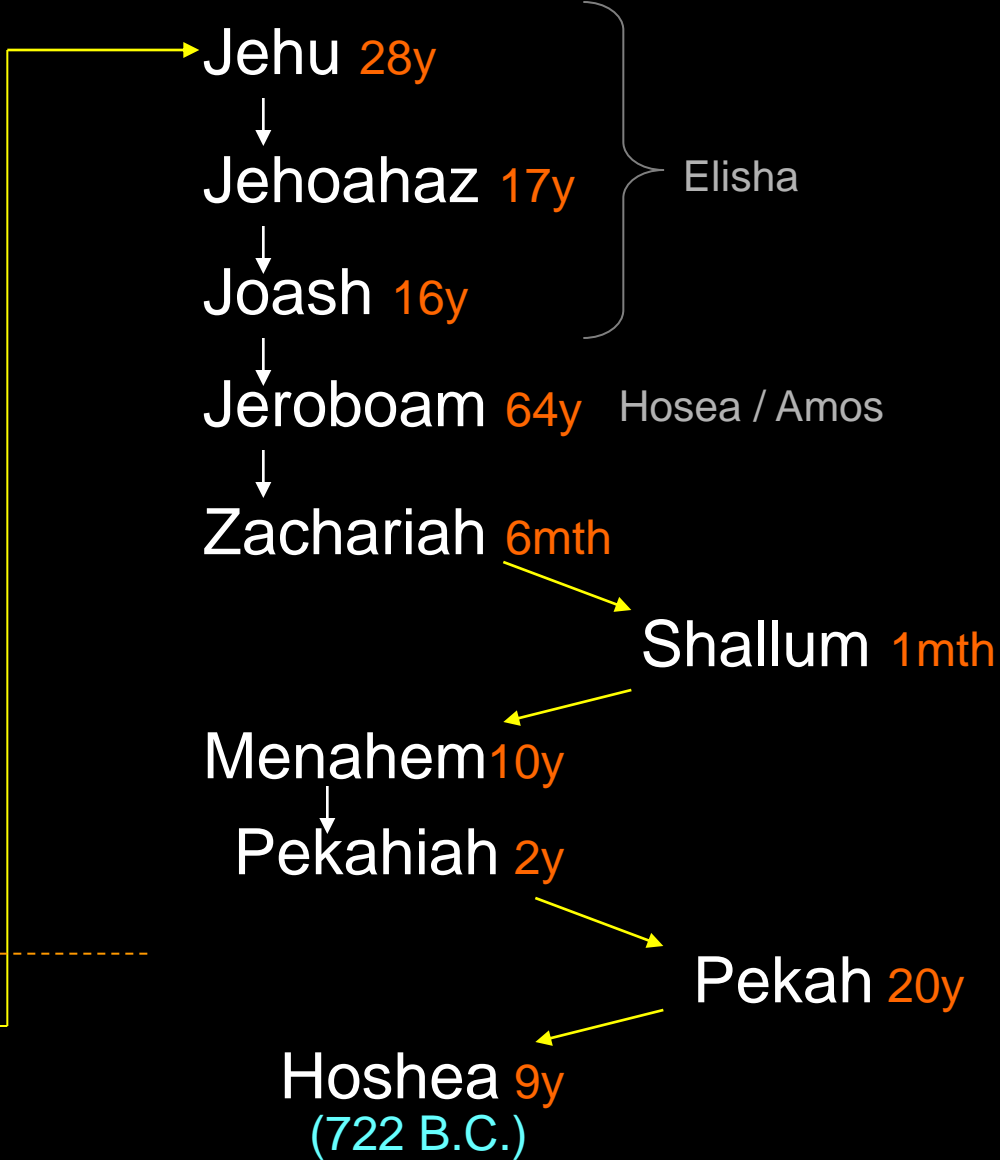 Jehu 28y
Jehoahaz 17y
Elisha
Joash 16y
Jeroboam 64y Hosea / Amos
Zachariah 6mth
Shallum 1mth
Menahem10y
Pekahiah 2y
Pekah 20y
Hoshea 9y
(722 B.C.)